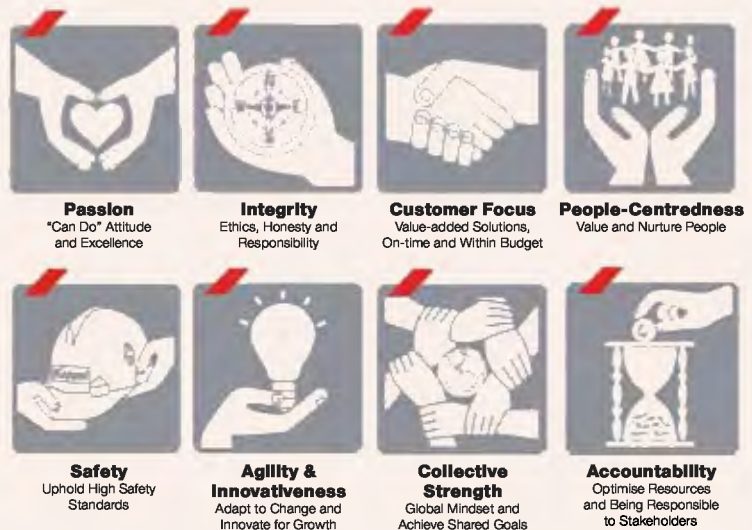 Passion
"Can Do" Attitude
and Excellence
Integrity
Ethics, Honesty and
Responsibility
Customer Focus
Value-added Solutions,
On-time and Within Budget
People-Centredness
Value and Nurture People
Safety
Uphold High Safety
Standards
Agility &
Innovativeness
Adapt to Change and
Innovate for Growth
Collective
Strength
Global Mindset and
Achieve Shared Goals
Accountability
Optimise Resources
and Being Responsible
to Stakeholders